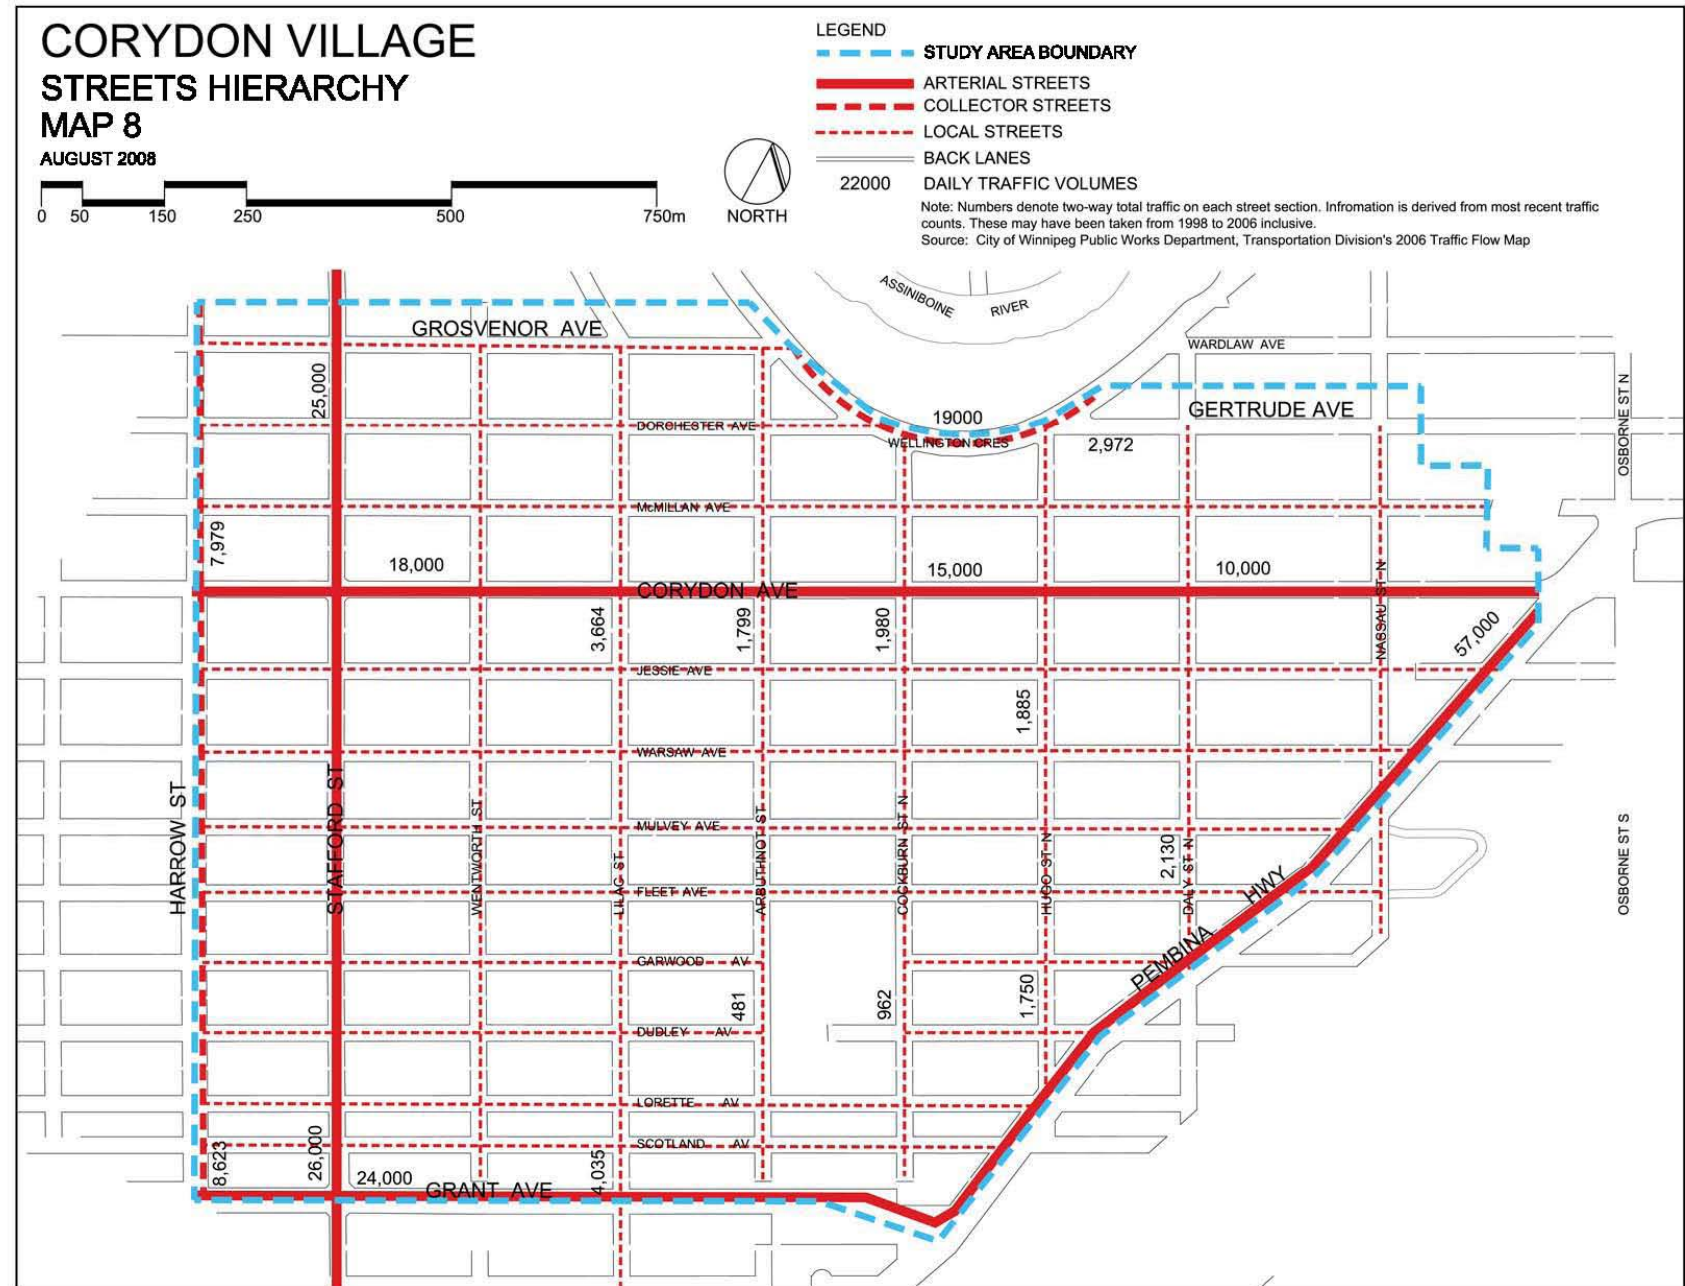 CORYDON VILLAGE
STREETS HIERARCHY
MAP 8
AUGUST 2008
0 50 150 250 500 750m
NORTH
LEGEND
STUDY AREA BOUNDARY
ARTERIAL STREETS
COLLECTOR STREETS
LOCAL STREETS
BACK LANES
22000 DAILY TRAFFIC VOLUMES
Note: Numbers denote two-way total traffic on each street section. Infromation is derived from most recent traffic
counts. These may have been taken from 1998 to 2006 inclusive.
Source: City of Winnipeg Public Works Department, Transportation Division's 2006 Traffic Flow Map
ASSINIBOINE RIVER
GROSVENOR AVE
WARDLAW AVE
25,000
19000
GERTRUDE AVE
OSBORNE ST N
DORCHESTER AVE
WELLINGTON CRES
2,972
McMILLAN AVE
7,979
18,000
15,000
10,000
CORYDON AVE
NASSAU ST N
3,664
1,799
1,980
57,000
JESSIE AVE
1,885
WARSAW AVE
HARROW ST
STAFFORD ST
WENTWORTH ST
LILAC ST
ARBUTHNOT ST
COCKBURN ST N
HUGO ST N
2,130
DALY ST N
OSBORNE ST S
MULVEY AVE
FLEET AVE
PEMBINA HWY
GARWOOD AV
481
962
1,750
DUDLEY AV
LORETTE AV
SCOTLAND AV
8,623
26,000
24,000
4,035
GRANT AVE